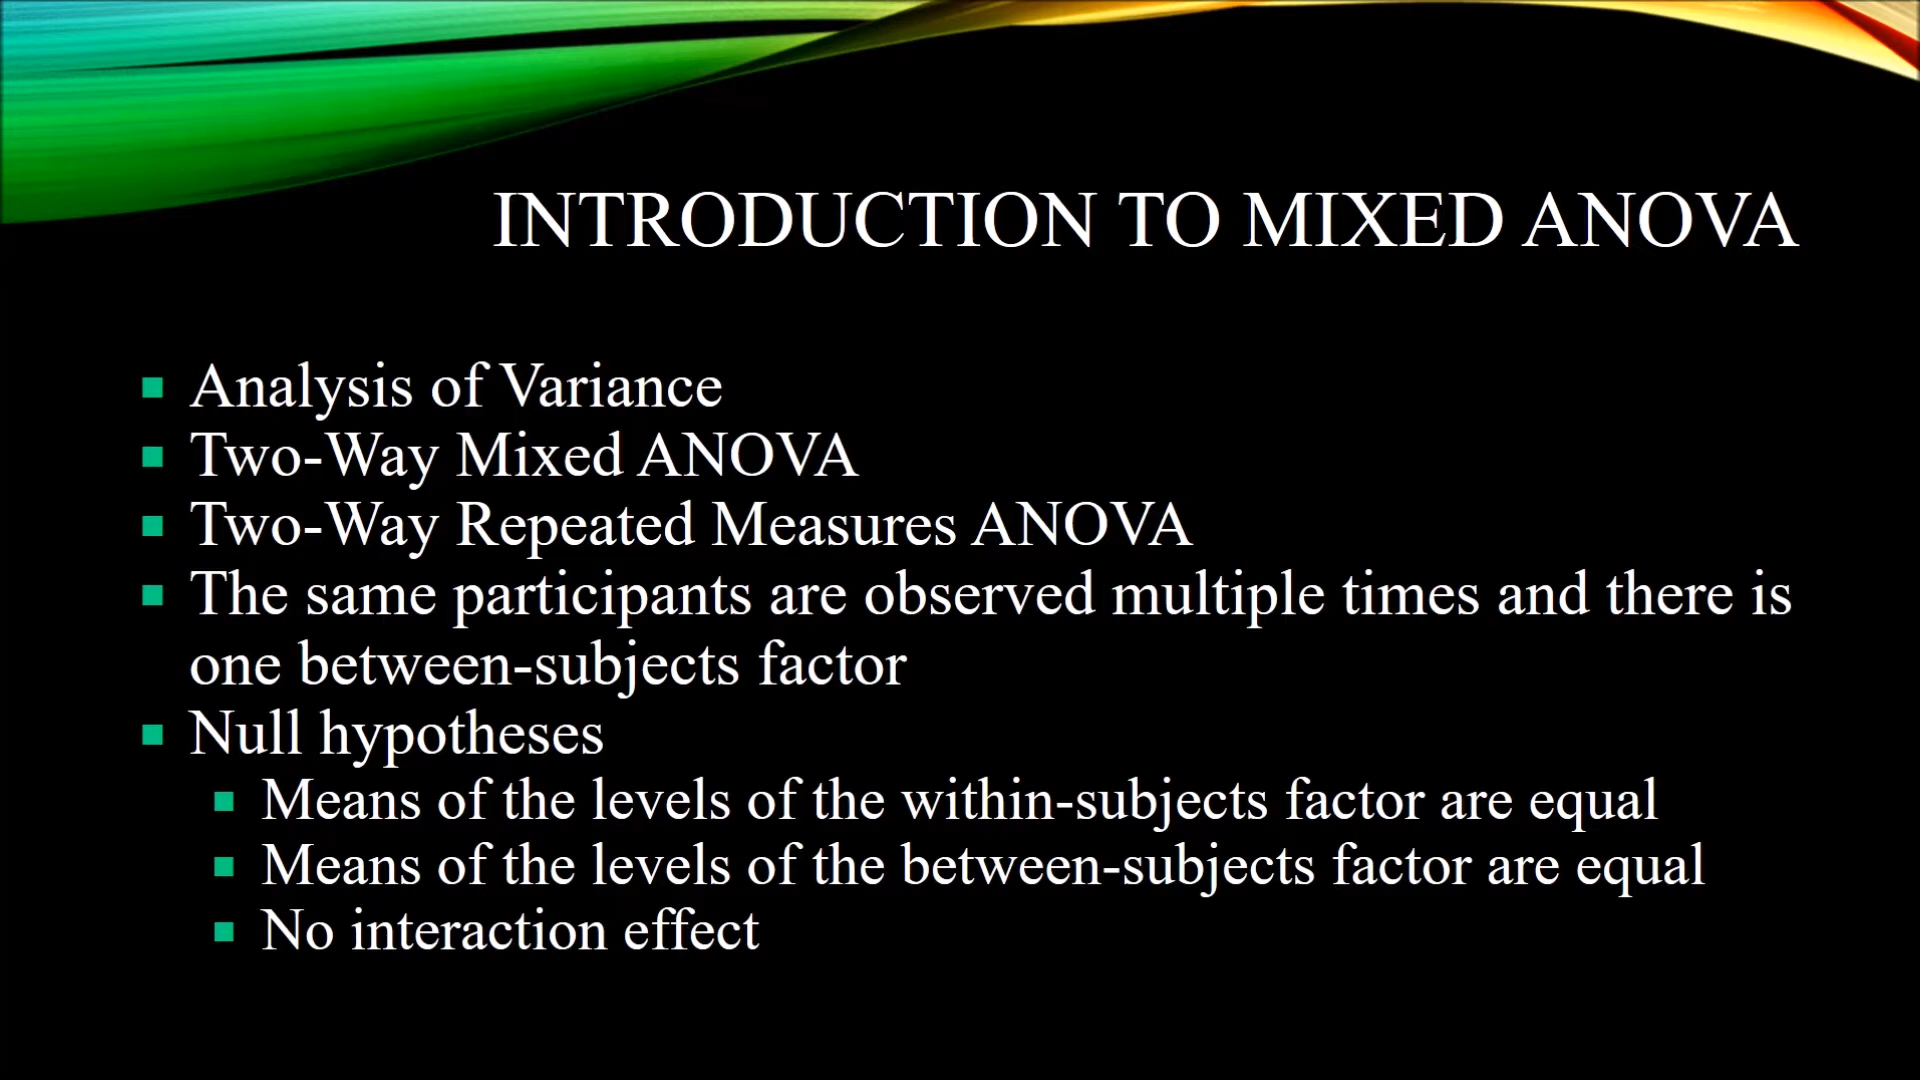 INTRODUCTION TO MIXED ANOVA
Analysis of Variance
Two-Way Mixed ANOVA
Two-Way Repeated Measures ANOVA
The same participants are observed multiple times and there is
one between-subjects factor
Null hypotheses
Means of the levels of the within-subjects factor are equal
Means of the levels of the between-subjects factor are equal
No interaction effect